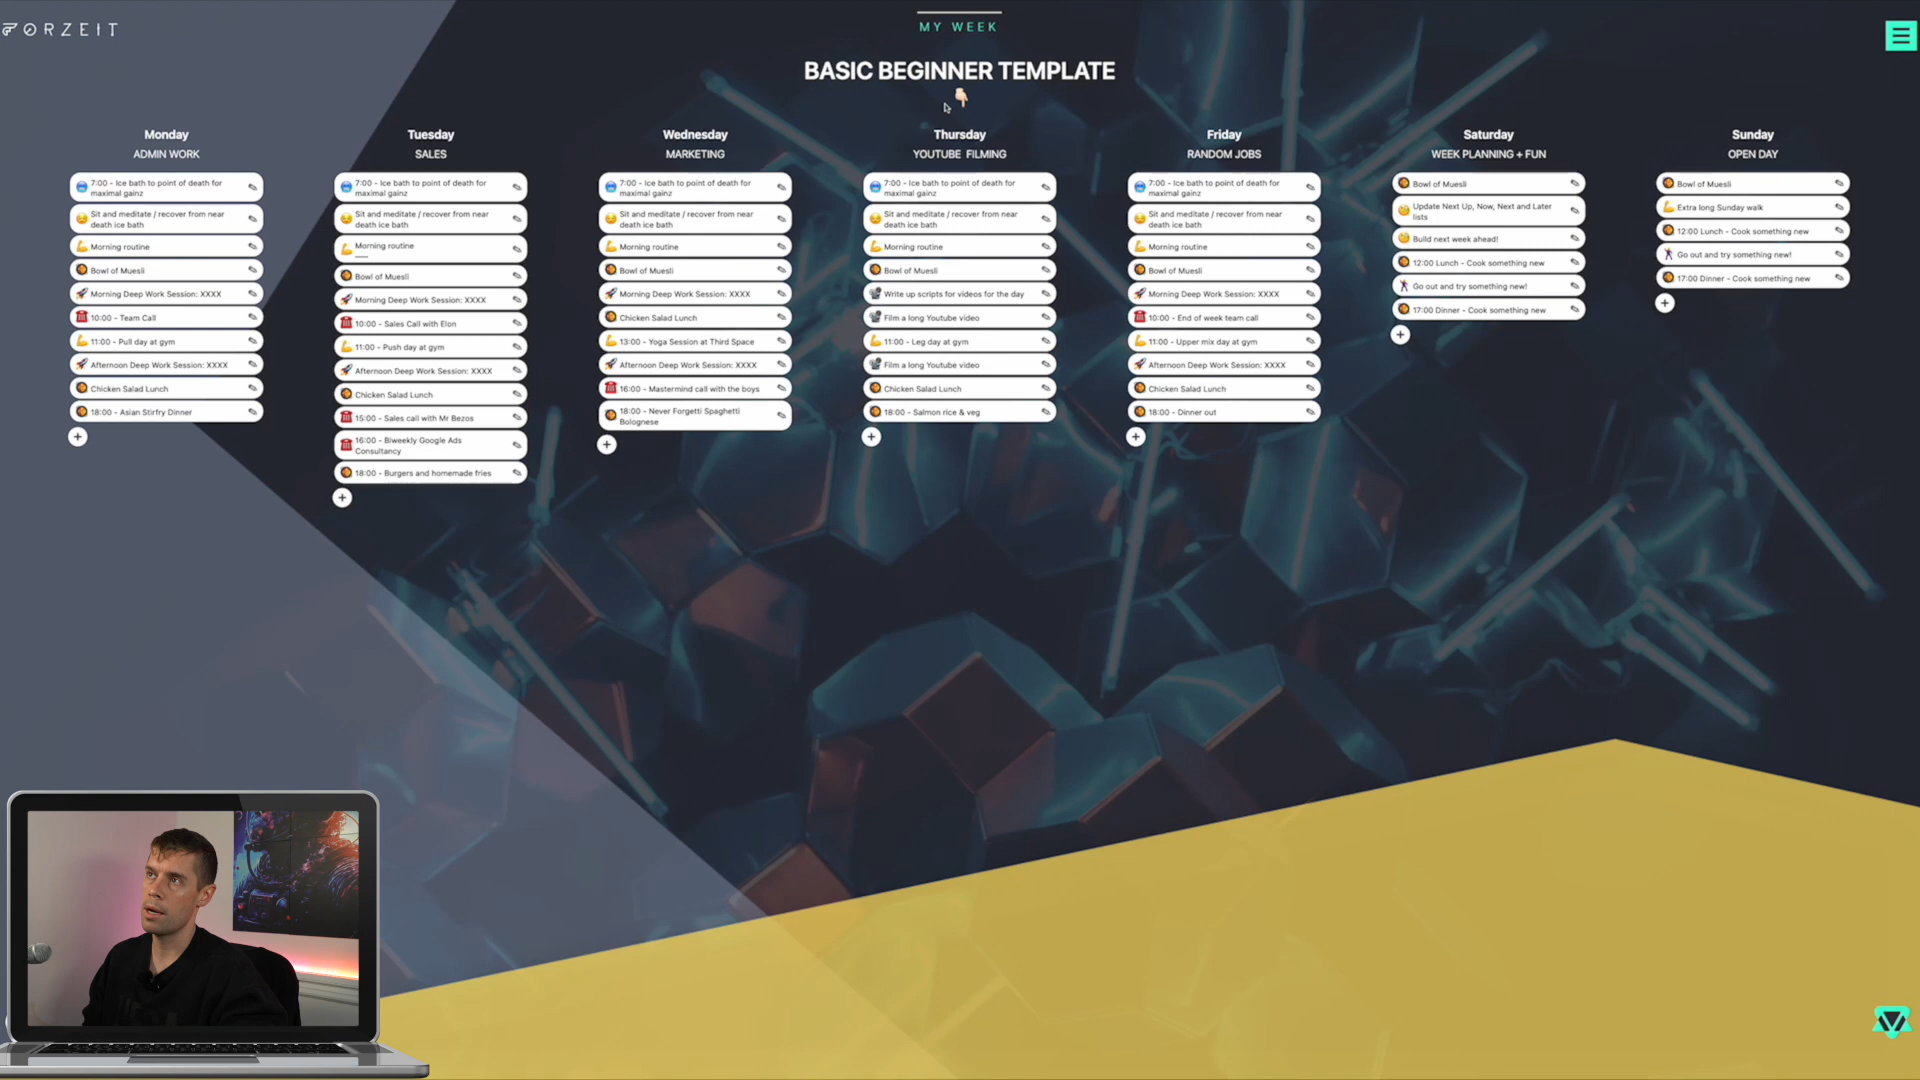 FORZEIT
MY WEEK
BASIC BEGINNER TEMPLATE
Monday
ADMIN WORK
7:00 - Ice bath to point of death for
maximal gainz
Sit and meditate / recover from near
death ice bath
Morning routine
Bowl of Muesli
Morning Deep Work Session: XXXX
10:00 - Team Call
11:00 - Pull day at gym
Afternoon Deep Work Session: XXXX
Chicken Salad Lunch
18:00 - Asian Stirfry Dinner
Tuesday
SALES
7:00 - Ice bath to point of death for
maximal gainz
Sit and meditate / recover from near
death ice bath
Morning routine
Bowl of Muesli
Morning Deep Work Session: XXXX
10:00 - Sales Call with Elon
11:00 - Push day at gym
Afternoon Deep Work Session: XXXX
Chicken Salad Lunch
15:00 - Sales call with Mr Bezos
16:00 - Biweekly Google Ads
Consultancy
18:00 - Burgers and homemade fries
Wednesday
MARKETING
7:00 - Ice bath to point of death for
maximal gainz
Sit and meditate / recover from near
death ice bath
Morning routine
Bowl of Muesli
Morning Deep Work Session: XXXX
Chicken Salad Lunch
13:00 - Yoga Session at Third Space
Afternoon Deep Work Session: XXXX
16:00 - Mastermind call with the boys
18:00 - Never Forgetti Spaghetti
Bolognese
Thursday
YOUTUBE FILMING
7:00 - Ice bath to point of death for
maximal gainz
Sit and meditate / recover from near
death ice bath
Morning routine
Bowl of Muesli
Write up scripts for videos for the day
Film a long Youtube video
11:00 - Leg day at gym
Film a long Youtube video
Chicken Salad Lunch
18:00 - Salmon rice & veg
Friday
RANDOM JOBS
7:00 - Ice bath to point of death for
maximal gainz
Sit and meditate / recover from near
death ice bath
Morning routine
Bowl of Muesli
Morning Deep Work Session: XXXX
10:00 - End of week team call
11:00 - Upper mix day at gym
Afternoon Deep Work Session: XXXX
Chicken Salad Lunch
18:00 - Dinner out
Saturday
WEEK PLANNING + FUN
Bowl of Muesli
Update Next Up, Now, Next and Later
lists
Build next week ahead!
12:00 Lunch - Cook something new
Go out and try something new!
17:00 Dinner - Cook something new
Sunday
OPEN DAY
Bowl of Muesli
Extra long Sunday walk
12:00 Lunch - Cook something new
Go out and try something new!
17:00 Dinner - Cook something new